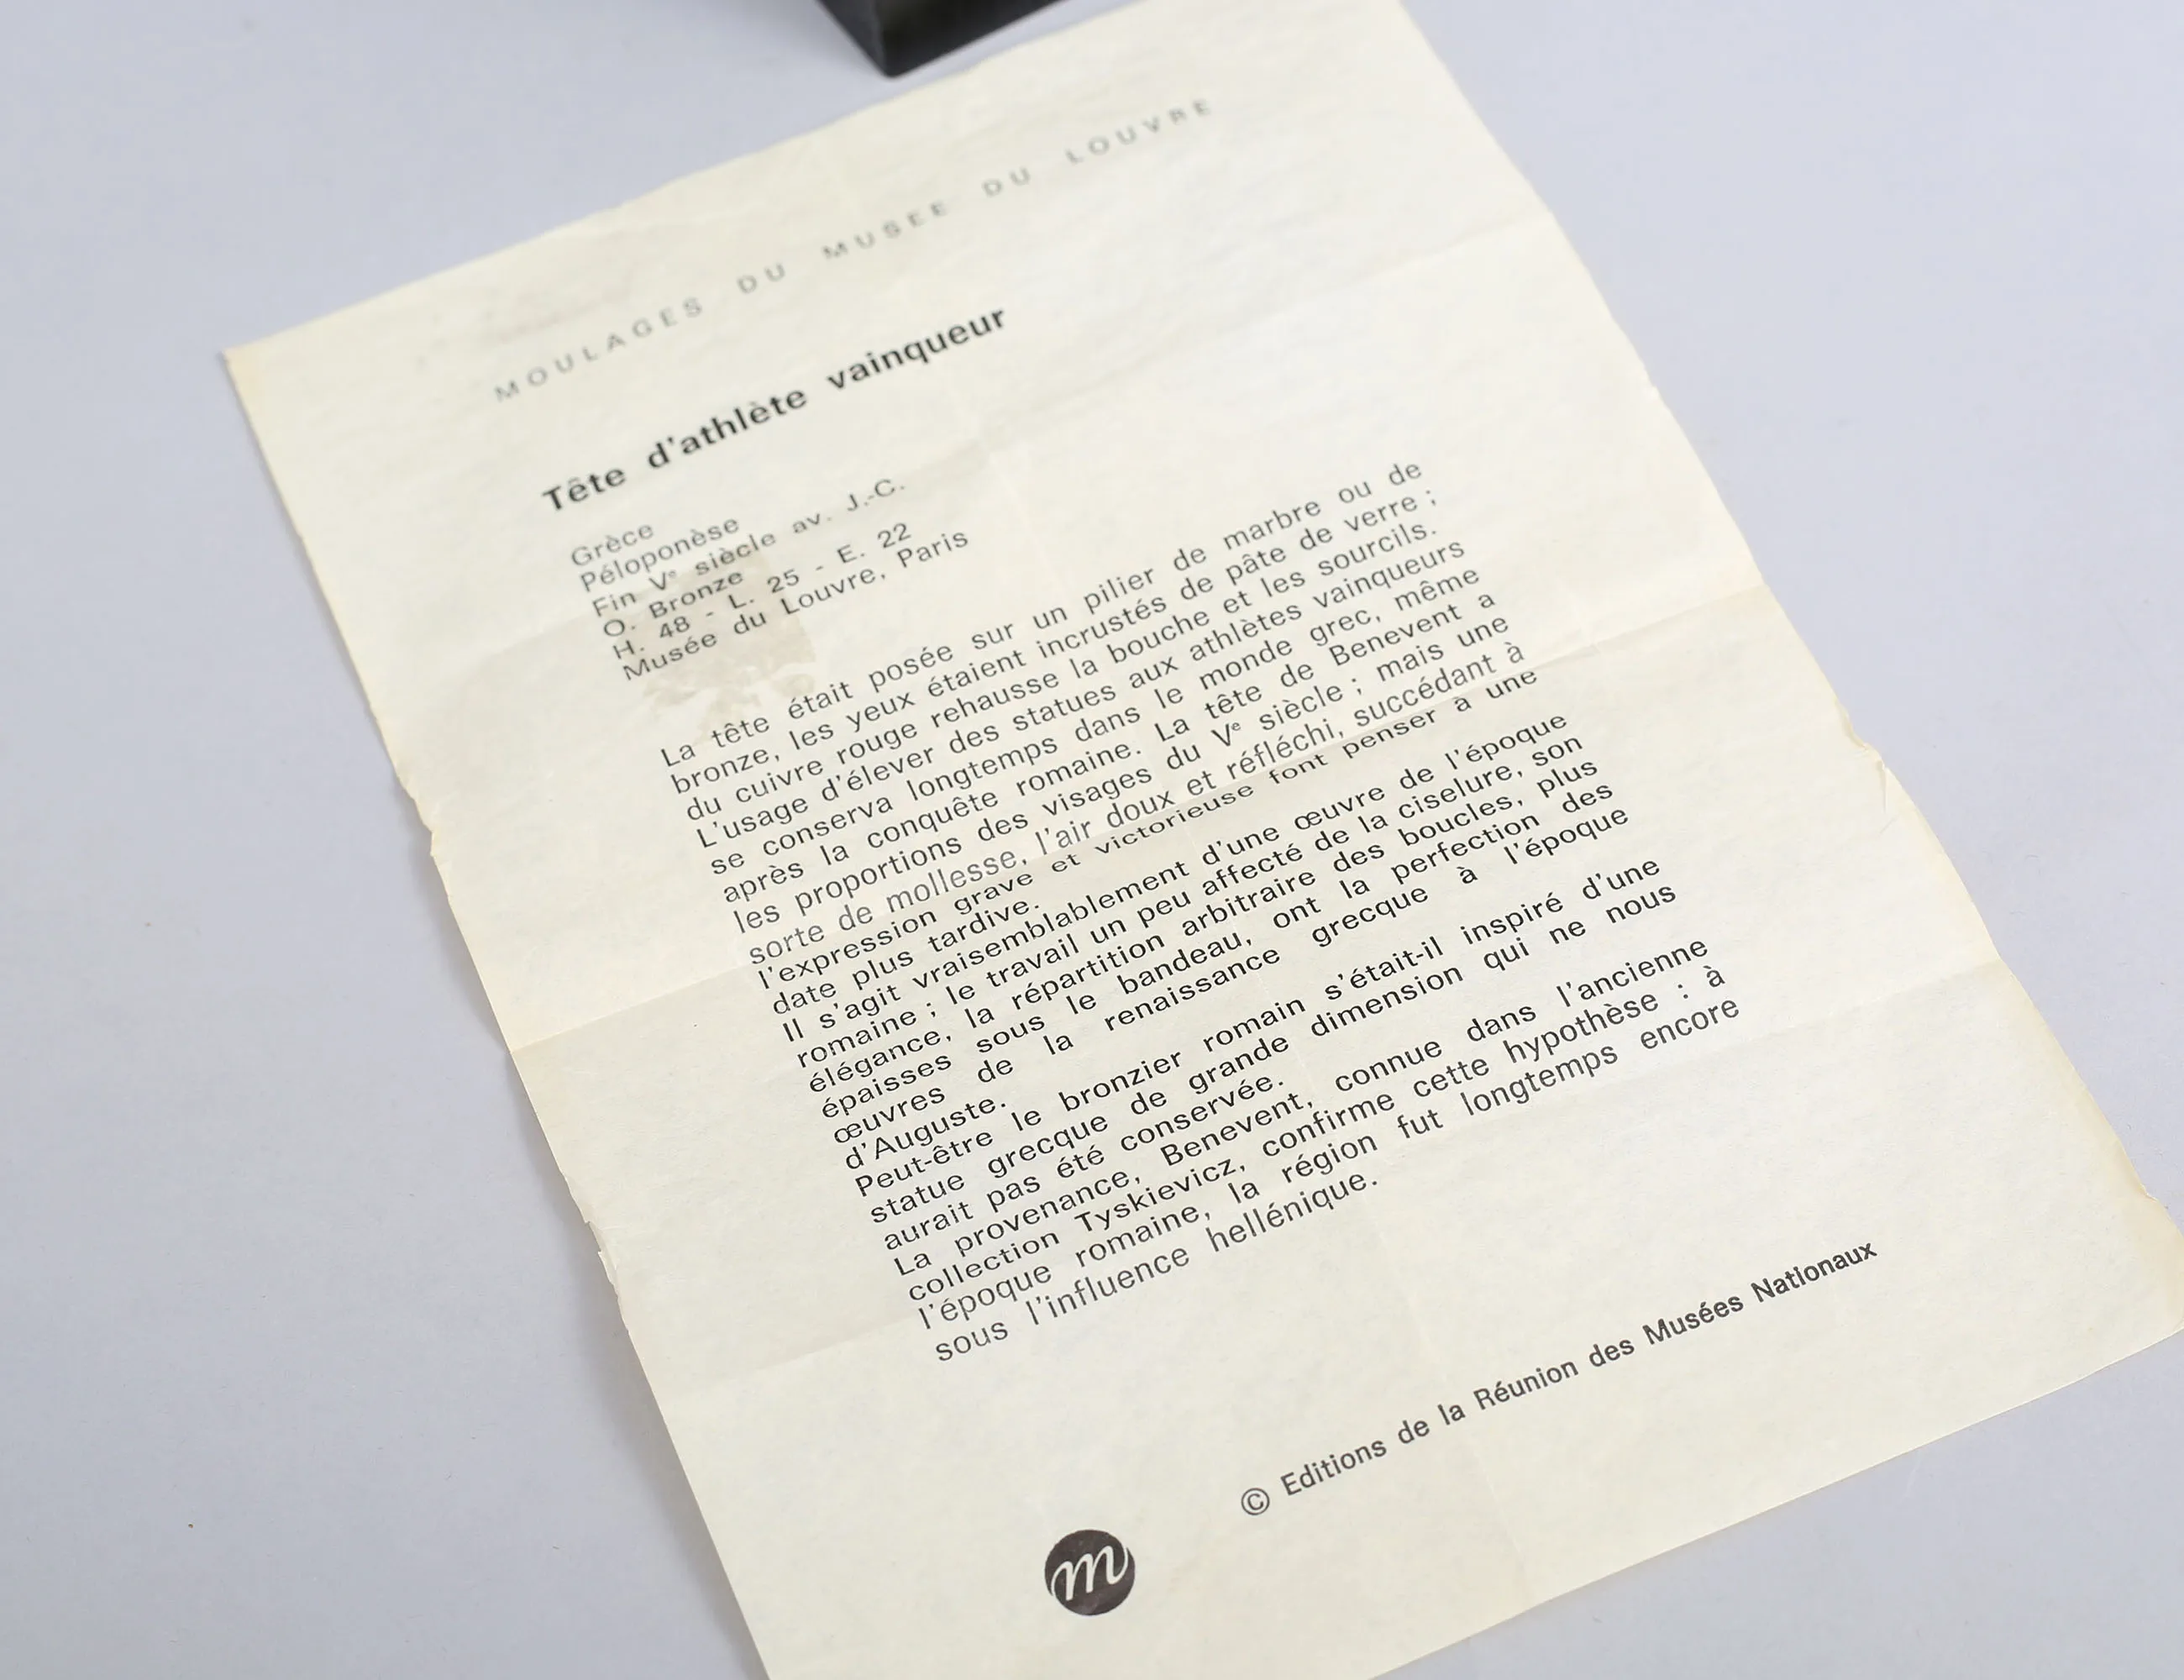 MOULAGES DU MUSEE DU LOUVRE
Tête d'athlète vainqueur
Grèce
Péloponèse
Fin Vᵉ siècle av. J.-C.
O. Bronze
H. 48 - L. 25 - E. 22
Musée du Louvre, Paris
La tête était posée sur un pilier de marbre ou de
bronze, les yeux étaient incrustés de pâte de verre ;
du cuivre rouge rehausse la bouche et les sourcils.
L'usage d'élever des statues aux athlètes vainqueurs
se conserva longtemps dans le monde grec, même
après la conquête romaine. La tête de Benevent a
les proportions des visages du Vᵉ siècle ; mais une
sorte de mollesse, l'air doux et réfléchi, succédant à
l'expression grave et victorieuse font penser à une
date plus tardive.
Il s'agit vraisemblablement d'une œuvre de l'époque
romaine ; le travail un peu affecté de la ciselure, son
élégance, la répartition arbitraire des boucles, plus
épaisses sous le bandeau, ont la perfection des
œuvres de la renaissance grecque à l'époque
d'Auguste.
Peut-être le bronzier romain s'était-il inspiré d'une
statue grecque de grande dimension qui ne nous
aurait pas été conservée.
La provenance, Benevent, connue dans l'ancienne
collection Tyskievicz, confirme cette hypothèse : à
l'époque romaine, la région fut longtemps encore
sous l'influence hellénique.
© Editions de la Réunion des Musées Nationaux
m